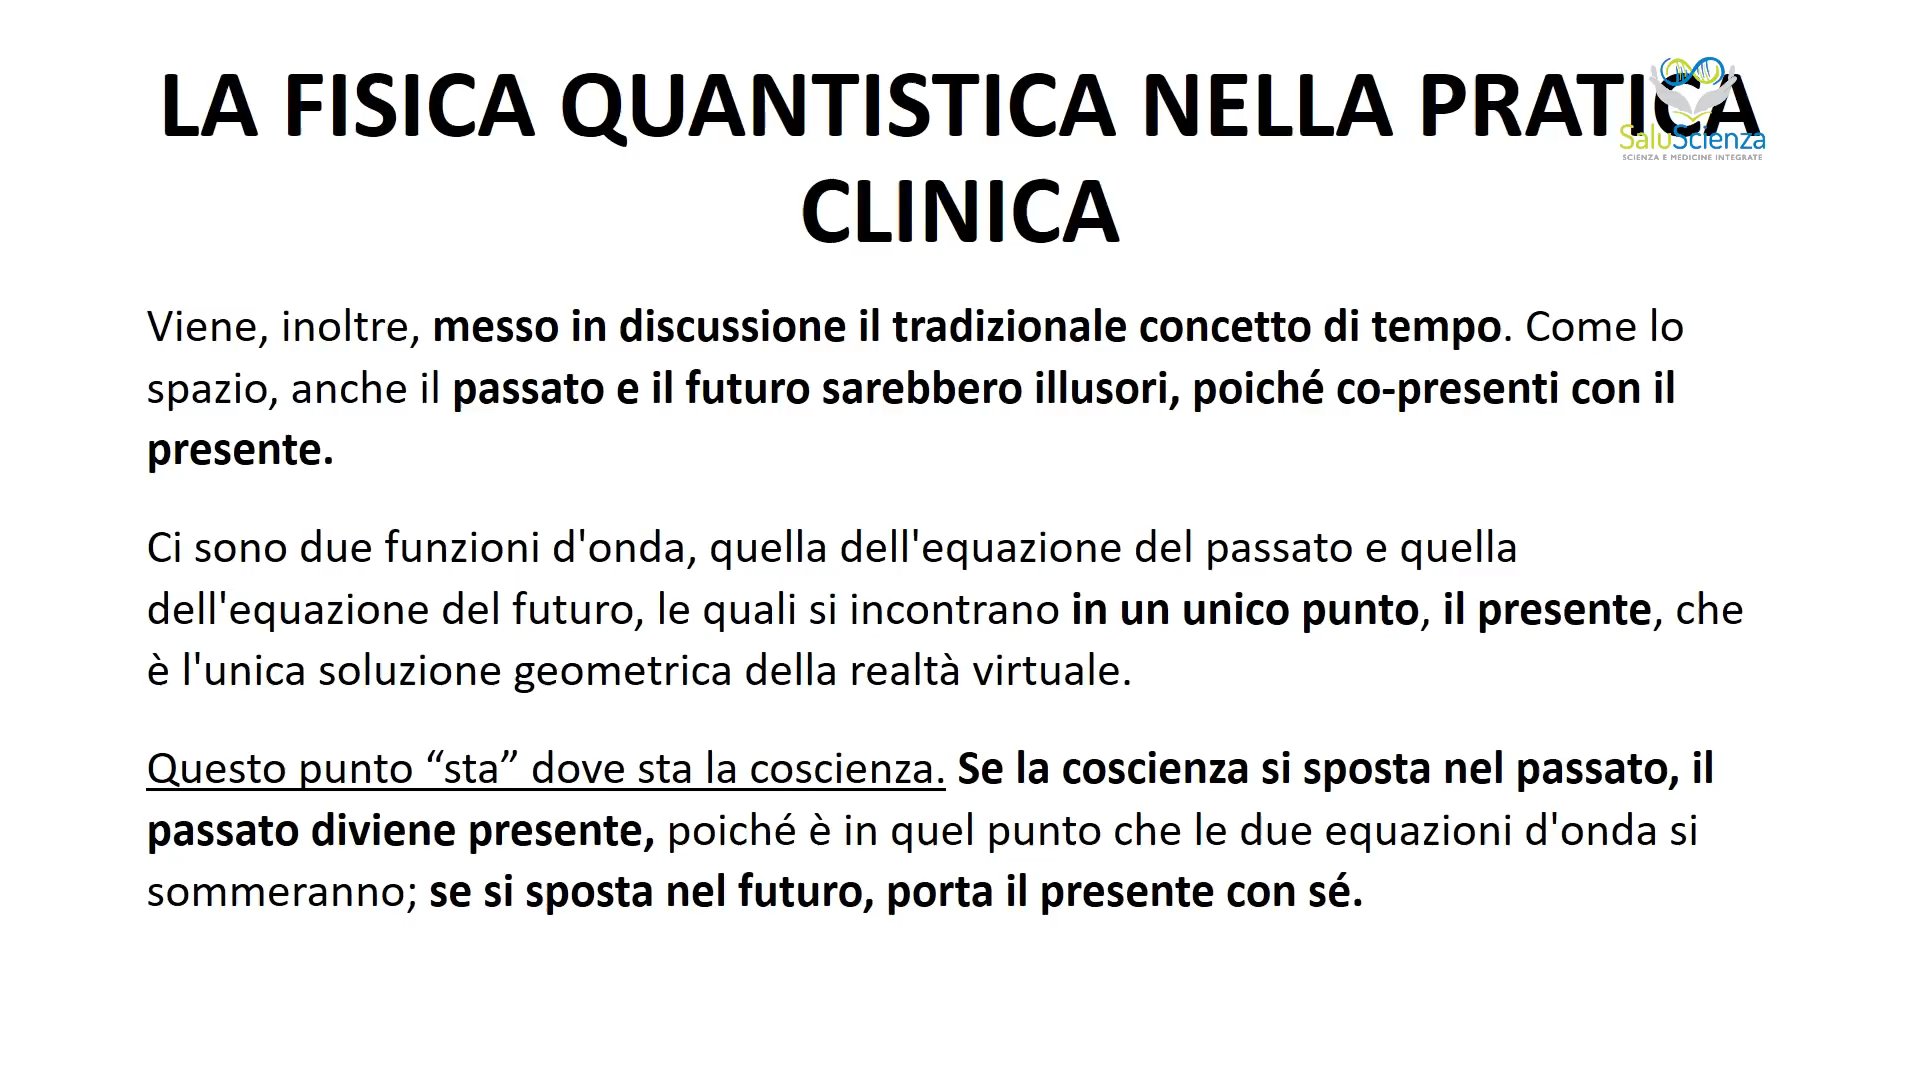 LA FISICA QUANTISTICA NELLA PRATICA
CLINICA
SaluScienza
SCIENZA E MEDICINE INTEGRATE
Viene, inoltre, messo in discussione il tradizionale concetto di tempo. Come lo
spazio, anche il passato e il futuro sarebbero illusori, poiché co-presenti con il
presente.
Ci sono due funzioni d'onda, quella dell'equazione del passato e quella
dell'equazione del futuro, le quali si incontrano in un unico punto, il presente, che
è l'unica soluzione geometrica della realtà virtuale.
Questo punto “sta” dove sta la coscienza. Se la coscienza si sposta nel passato, il
passato diviene presente, poiché è in quel punto che le due equazioni d'onda si
sommeranno; se si sposta nel futuro, porta il presente con sé.